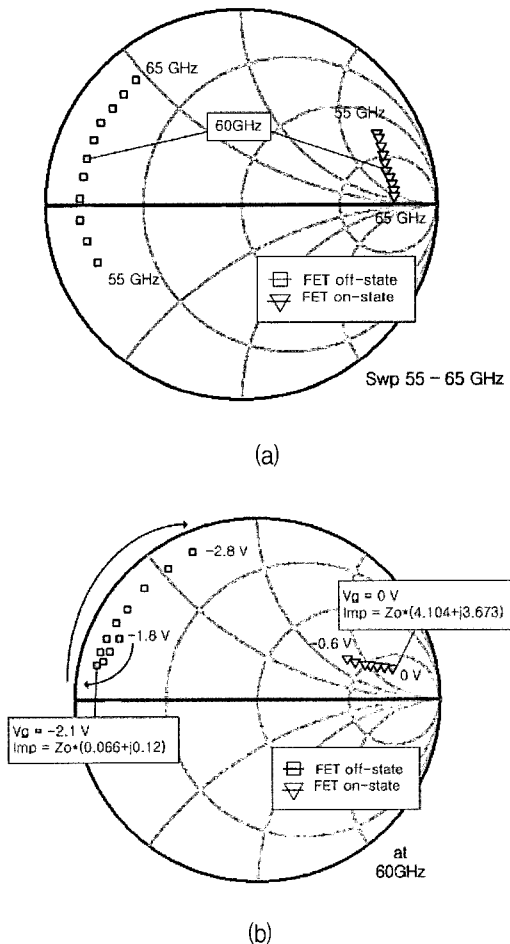 65 GHz
55 GHz
60GHz
65 GHz
55 GHz
FET off-state
FET on-state
Swp 55 - 65 GHz
(a)
-2.8 V
Vg = 0 V
Imp = Zo*(4.104+j3.673)
-1.8 V
-0.6 V
0 V
Vg = -2.1 V
Imp = Zo*(0.066+j0.12)
FET off-state
FET on-state
at
60GHz
(b)